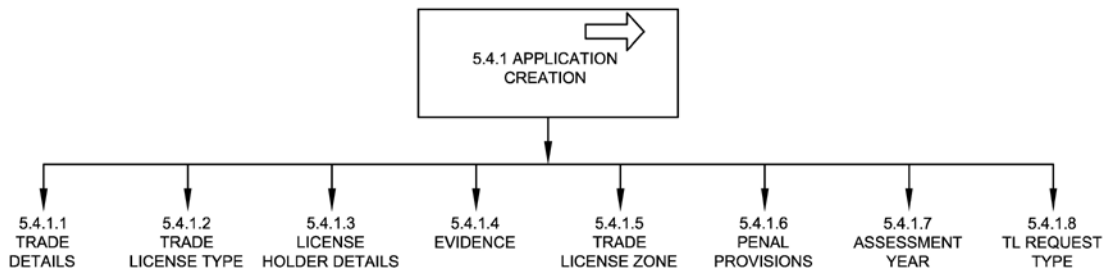 5.4.1 APPLICATION
CREATION
5.4.1.1
TRADE
DETAILS
5.4.1.2
TRADE
LICENSE TYPE
5.4.1.3
LICENSE
HOLDER DETAILS
5.4.1.4
EVIDENCE
5.4.1.5
TRADE
LICENSE ZONE
5.4.1.6
PENAL
PROVISIONS
5.4.1.7
ASSESSMENT
YEAR
5.4.1.8
TL REQUEST
TYPE